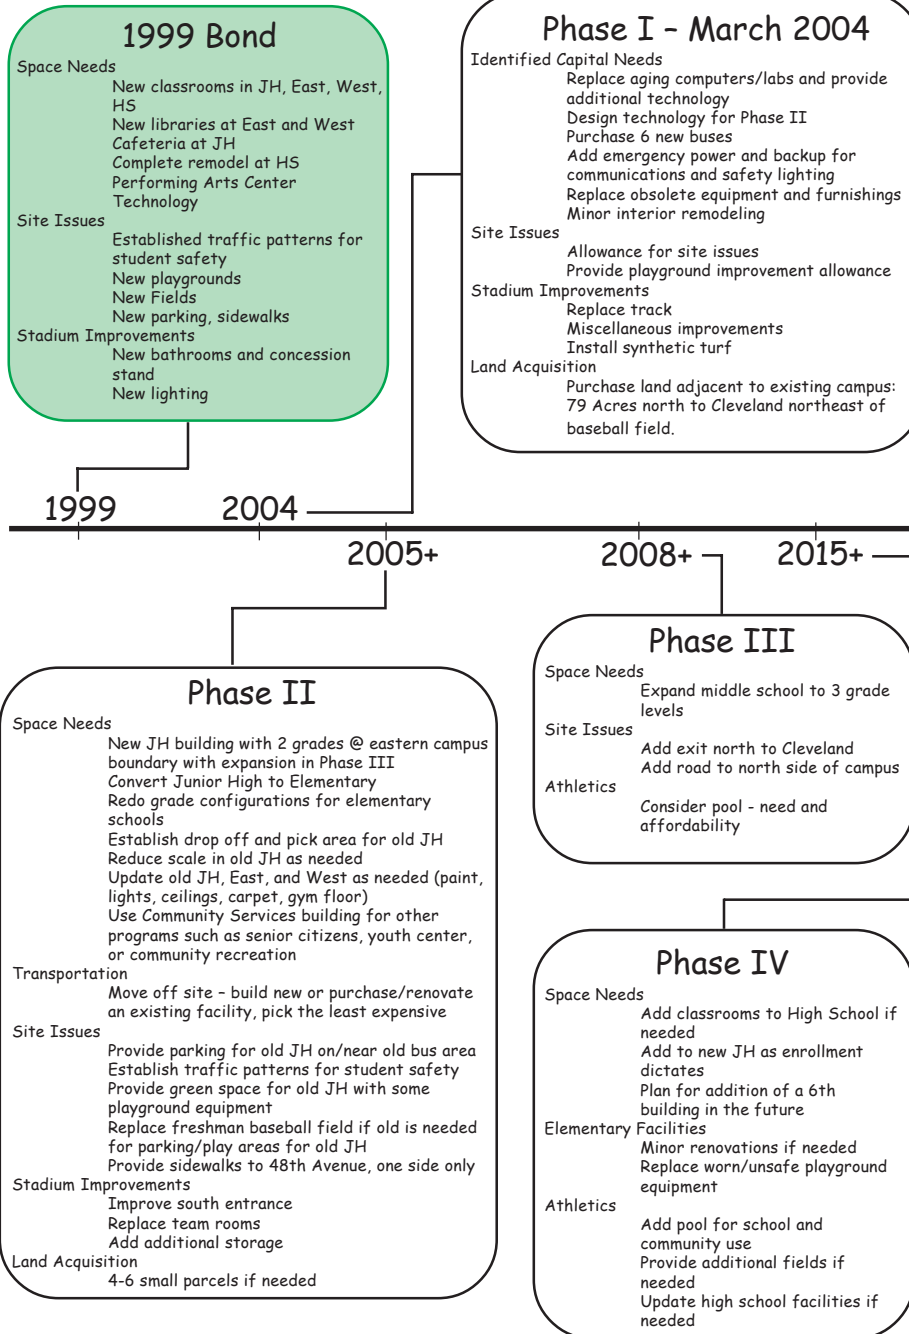 1999 Bond
Space Needs
New classrooms in JH, East, West,
HS
New libraries at East and West
Cafeteria at JH
Complete remodel at HS
Performing Arts Center
Technology
Site Issues
Established traffic patterns for
student safety
New playgrounds
New Fields
New parking, sidewalks
Stadium Improvements
New bathrooms and concession
stand
New lighting
Phase I – March 2004
Identified Capital Needs
Replace aging computers/labs and provide
additional technology
Design technology for Phase II
Purchase 6 new buses
Add emergency power and backup for
communications and safety lighting
Replace obsolete equipment and furnishings
Minor interior remodeling
Site Issues
Allowance for site issues
Provide playground improvement allowance
Stadium Improvements
Replace track
Miscellaneous improvements
Install synthetic turf
Land Acquisition
Purchase land adjacent to existing campus:
79 Acres north to Cleveland northeast of
baseball field.
1999
2004
2005+
2008+
2015+
Phase II
Space Needs
New JH building with 2 grades @ eastern campus
boundary with expansion in Phase III
Convert Junior High to Elementary
Redo grade configurations for elementary
schools
Establish drop off and pick area for old JH
Reduce scale in old JH as needed
Update old JH, East, and West as needed (paint,
lights, ceilings, carpet, gym floor)
Use Community Services building for other
programs such as senior citizens, youth center,
or community recreation
Transportation
Move off site – build new or purchase/renovate
an existing facility, pick the least expensive
Site Issues
Provide parking for old JH on/near old bus area
Establish traffic patterns for student safety
Provide green space for old JH with some
playground equipment
Replace freshman baseball field if old is needed
for parking/play areas for old JH
Provide sidewalks to 48th Avenue, one side only
Stadium Improvements
Improve south entrance
Replace team rooms
Add additional storage
Land Acquisition
4-6 small parcels if needed
Phase III
Space Needs
Expand middle school to 3 grade
levels
Site Issues
Add exit north to Cleveland
Add road to north side of campus
Athletics
Consider pool - need and
affordability
Phase IV
Space Needs
Add classrooms to High School if
needed
Add to new JH as enrollment
dictates
Plan for addition of a 6th
building in the future
Elementary Facilities
Minor renovations if needed
Replace worn/unsafe playground
equipment
Athletics
Add pool for school and
community use
Provide additional fields if
needed
Update high school facilities if
needed